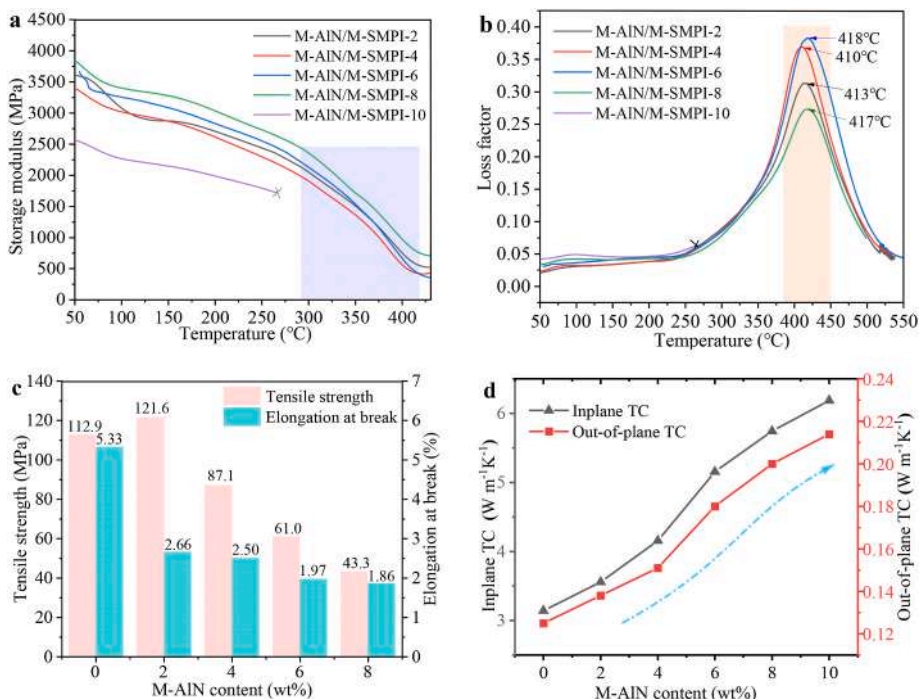 a
4500
4000
3500
3000
2500
2000
1500
1000
500
0
Storage modulus (MPa)
M-AlN/M-SMPI-2
M-AlN/M-SMPI-4
M-AlN/M-SMPI-6
M-AlN/M-SMPI-8
M-AlN/M-SMPI-10
50 100 150 200 250 300 350 400
Temperature (°C)
b
0.40
0.35
0.30
0.25
0.20
0.15
0.10
0.05
0.00
Loss factor
M-AlN/M-SMPI-2
M-AlN/M-SMPI-4
M-AlN/M-SMPI-6
M-AlN/M-SMPI-8
M-AlN/M-SMPI-10
418°C
410°C
413°C
417°C
50 100 150 200 250 300 350 400 450 500 550
Temperature (°C)
c
140
120
100
80
60
40
20
0
Tensile strength (MPa)
Tensile strength
Elongation at break
112.9
5.33
121.6
2.66
87.1
2.50
61.0
1.97
43.3
1.86
7
6
5
4
3
2
1
0
Elongation at break (%)
0 2 4 6 8
M-AlN content (wt%)
d
6
5
4
3
Inplane TC (W m⁻¹K⁻¹)
Inplane TC
Out-of-plane TC
0.24
0.22
0.20
0.18
0.16
0.14
0.12
Out-of-plane TC (W m⁻¹K⁻¹)
0 2 4 6 8 10
M-AlN content (wt%)